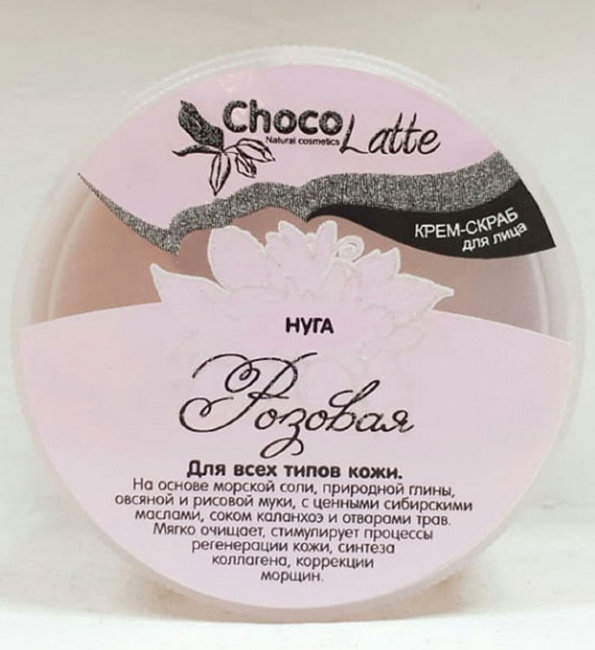 Choco Latte
Natural cosmetics
КРЕМ-СКРАБ
для лица
НУГА
Розовая
Для всех типов кожи.
На основе морской соли, природной глины,
овсяной и рисовой муки, с ценными сибирскими
маслами, соком каланхоэ и отварами трав.
Мягко очищает, стимулирует процессы
регенерации кожи, синтеза
коллагена, коррекции
морщин.